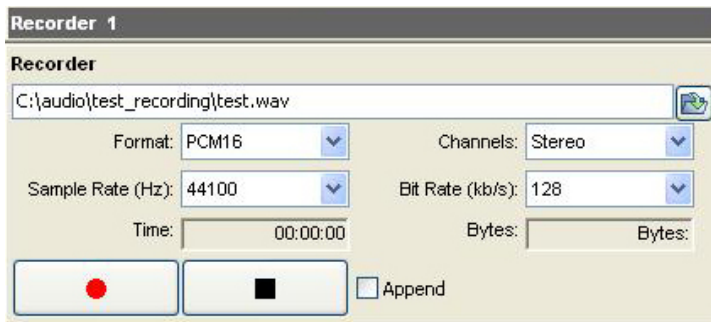 Recorder 1
Recorder
C:\audio\test_recording\test.wav
Format: PCM16 Channels: Stereo
Sample Rate (Hz): 44100 Bit Rate (kb/s): 128
Time: 00:00:00 Bytes: Bytes:
Append